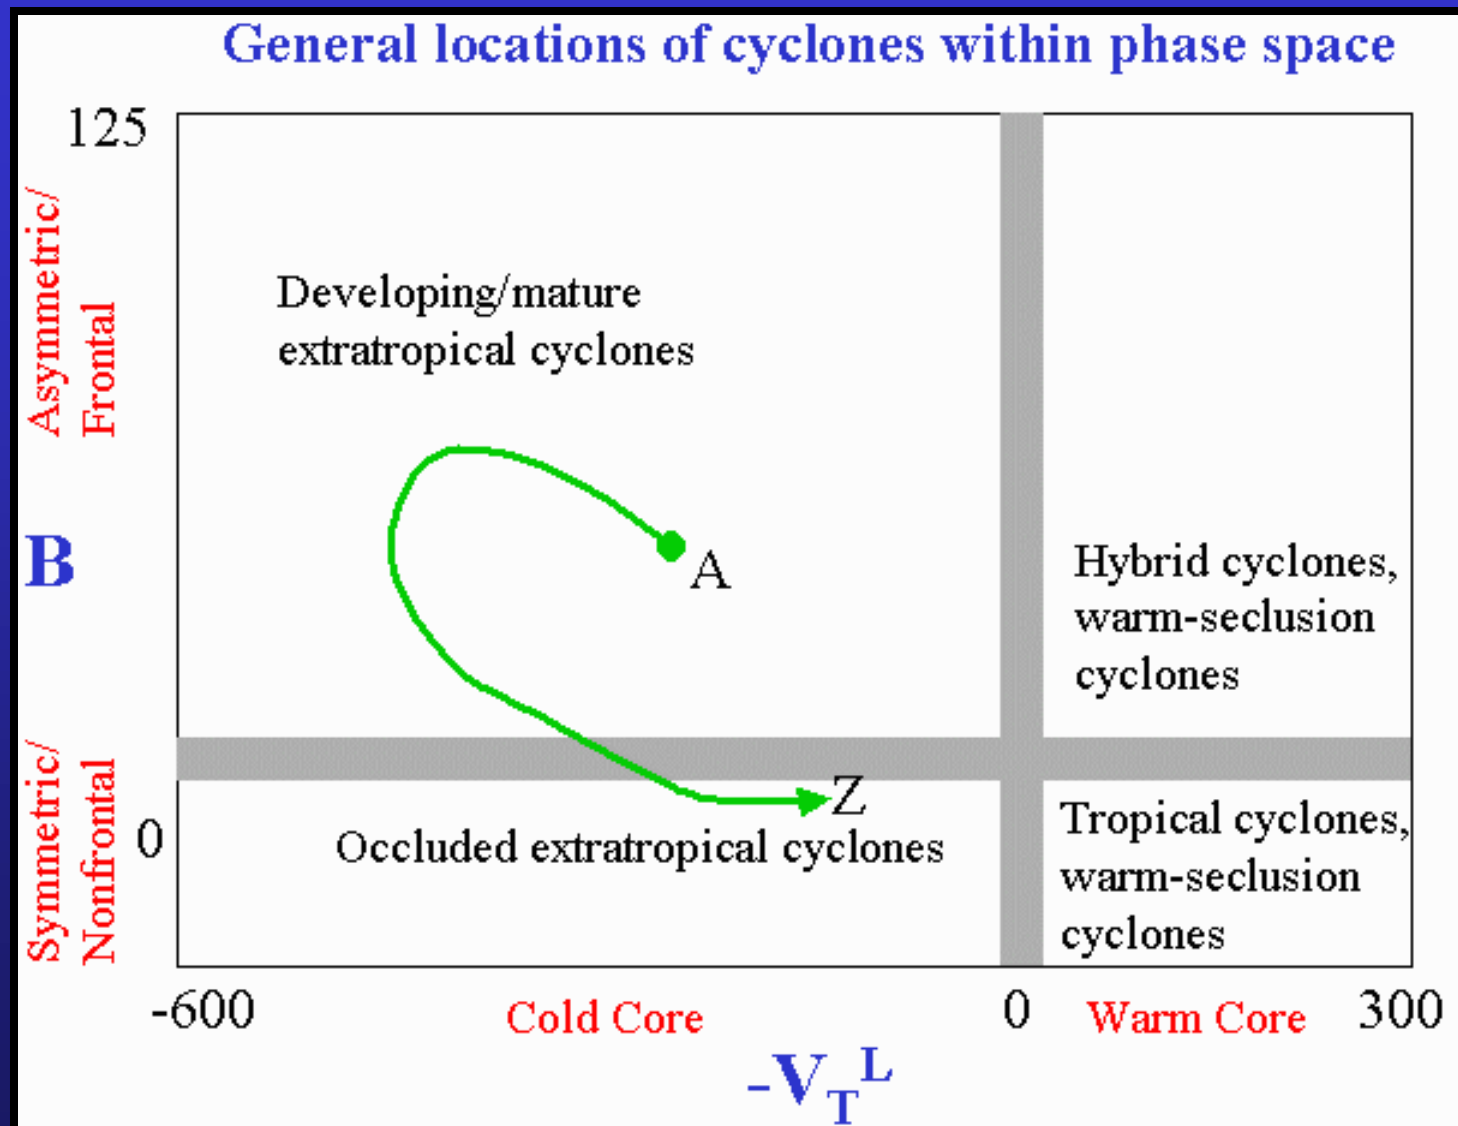 General locations of cyclones within phase space
125
Asymmetric/
Frontal
Developing/mature
extratropical cyclones
A
B
Hybrid cyclones,
warm-seclusion
cyclones
Symmetric/
Nonfrontal
0
Z
Occluded extratropical cyclones
Tropical cyclones,
warm-seclusion
cyclones
-600
Cold Core
0
Warm Core
300
-V_T^L